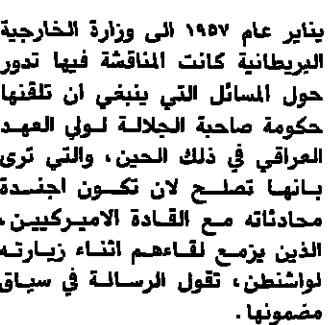 يناير عام ١٩٥٧ الى وزارة الخارجية
البريطانية كانت المناقشة فيها تدور
حول المسائل التي ينبغي ان تلقنها
حكومة صاحبة الجلالة لولي العهد
العراقي في ذلك الحين، والتي ترى
بانها تصلح لان تكون اجندة
محادثاته مع القادة الاميركيين،
الذين يزمع لقاءهم اثناء زيارته
لواشنطن، تقول الرسالة في سياق
مضمونها.